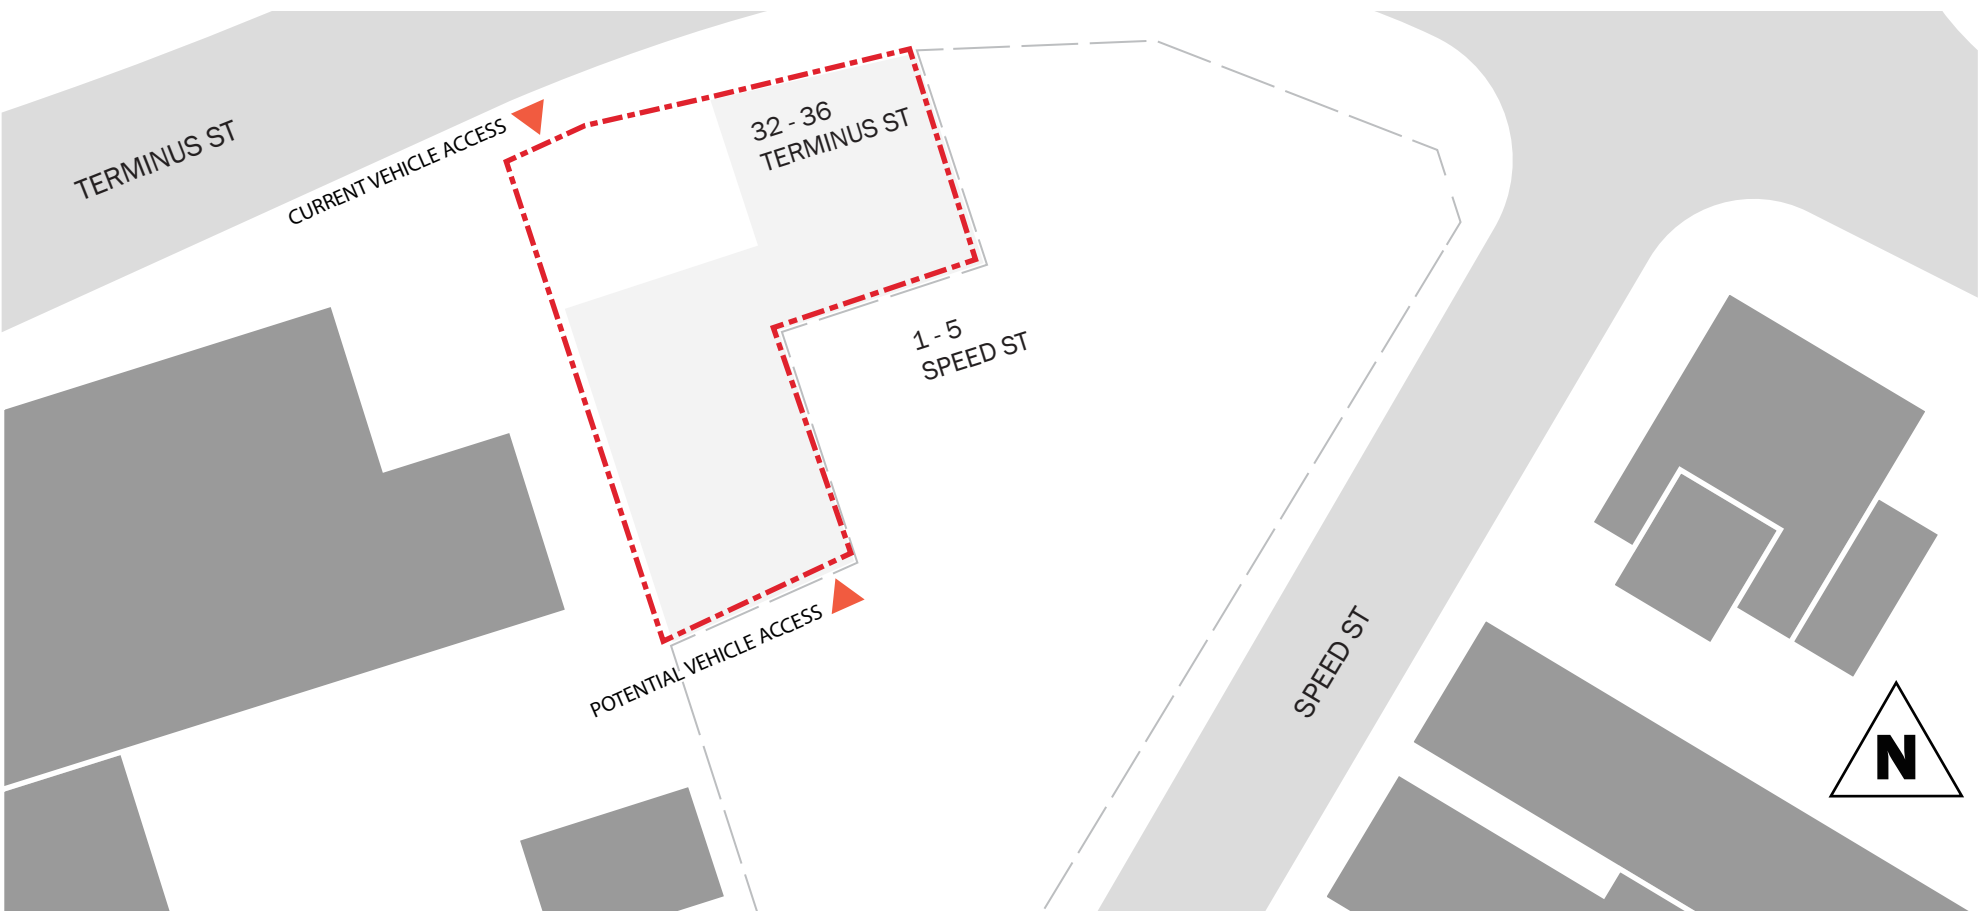 TERMINUS ST
CURRENT VEHICLE ACCESS
32 - 36
TERMINUS ST
1 - 5
SPEED ST
POTENTIAL VEHICLE ACCESS
SPEED ST
N